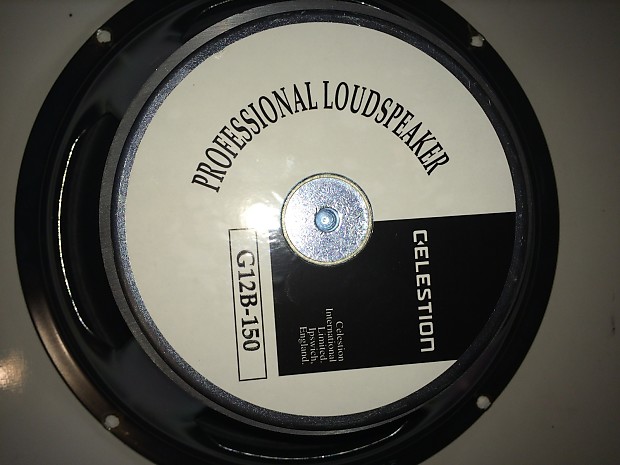 PROFESSIONAL LOUDSPEAKER
CELESTION
Celestion
International
Limited.
Ipswich,
England.
G12B-150